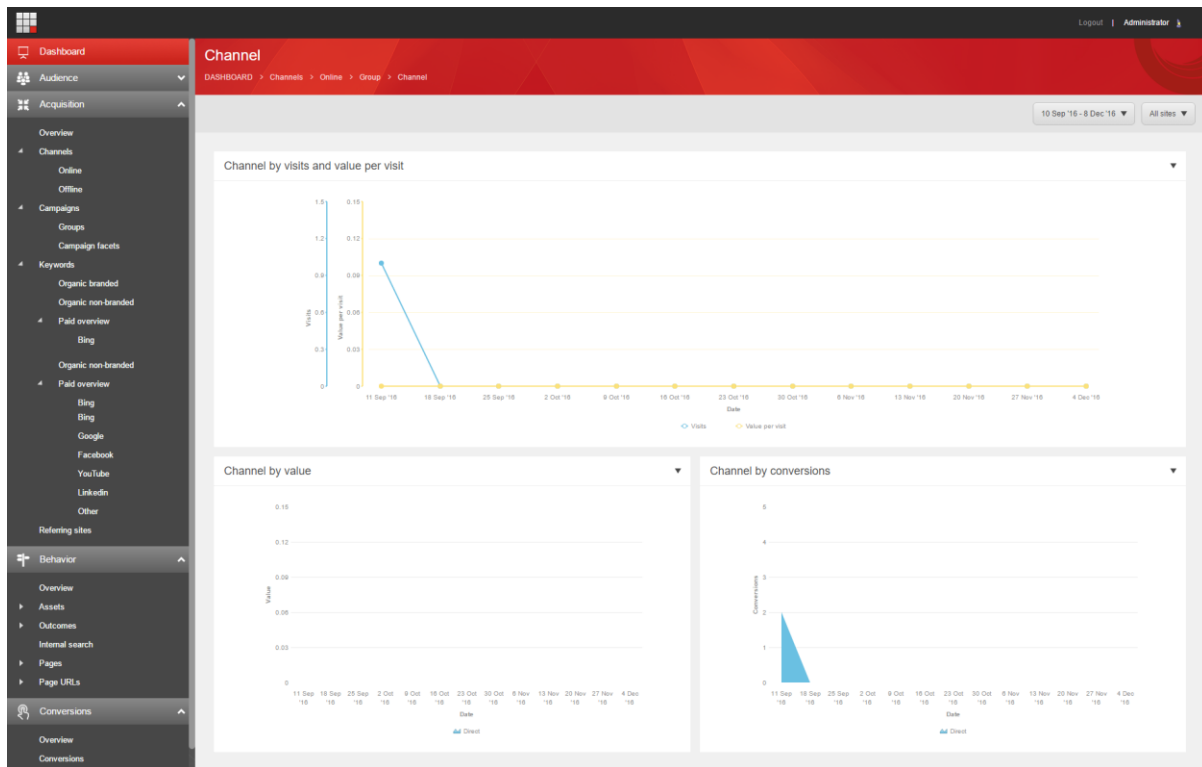 Logout | Administrator
Dashboard
Audience
Acquisition
Overview
Channels
Online
Offline
Campaigns
Groups
Campaign facets
Keywords
Organic branded
Organic non-branded
Paid overview
Bing
Organic non-branded
Paid overview
Bing
Bing
Google
Facebook
YouTube
Linkedin
Other
Referring sites
Behavior
Overview
Assets
Outcomes
Internal search
Pages
Page URLs
Conversions
Overview
Conversions
Channel
DASHBOARD > Channels > Online > Group > Channel
10 Sep '16 - 8 Dec '16 All sites
Channel by visits and value per visit
1.5 0.15
1.2 0.12
0.9 0.09
0.6 0.06
0.3 0.03
0 0
Visits
Value per visit
11 Sep '16 18 Sep '16 25 Sep '16 2 Oct '16 9 Oct '16 16 Oct '16 23 Oct '16 30 Oct '16 6 Nov '16 13 Nov '16 20 Nov '16 27 Nov '16 4 Dec '16
Date
Visits Value per visit
Channel by value
0.15
0.12
0.09
0.06
0.03
0
Value
11 Sep 18 Sep 25 Sep 2 Oct 9 Oct 16 Oct 23 Oct 30 Oct 6 Nov 13 Nov 20 Nov 27 Nov 4 Dec
'16 '16 '16 '16 '16 '16 '16 '16 '16 '16 '16 '16 '16
Date
Direct
Channel by conversions
5
4
3
2
1
0
Conversions
11 Sep 18 Sep 25 Sep 2 Oct 9 Oct 16 Oct 23 Oct 30 Oct 6 Nov 13 Nov 20 Nov 27 Nov 4 Dec
'16 '16 '16 '16 '16 '16 '16 '16 '16 '16 '16 '16 '16
Date
Direct